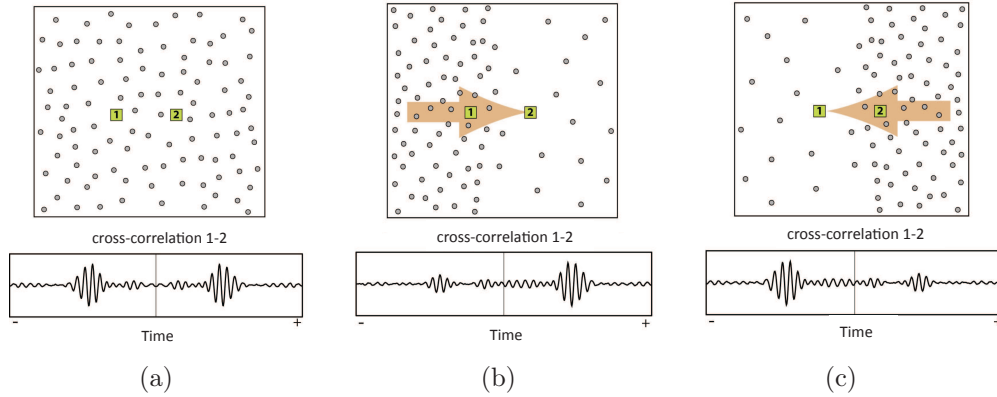 1 2
1 2
1 2
cross-correlation 1-2
cross-correlation 1-2
cross-correlation 1-2
- +
- +
- -
Time
Time
Time
(a) (b) (c)